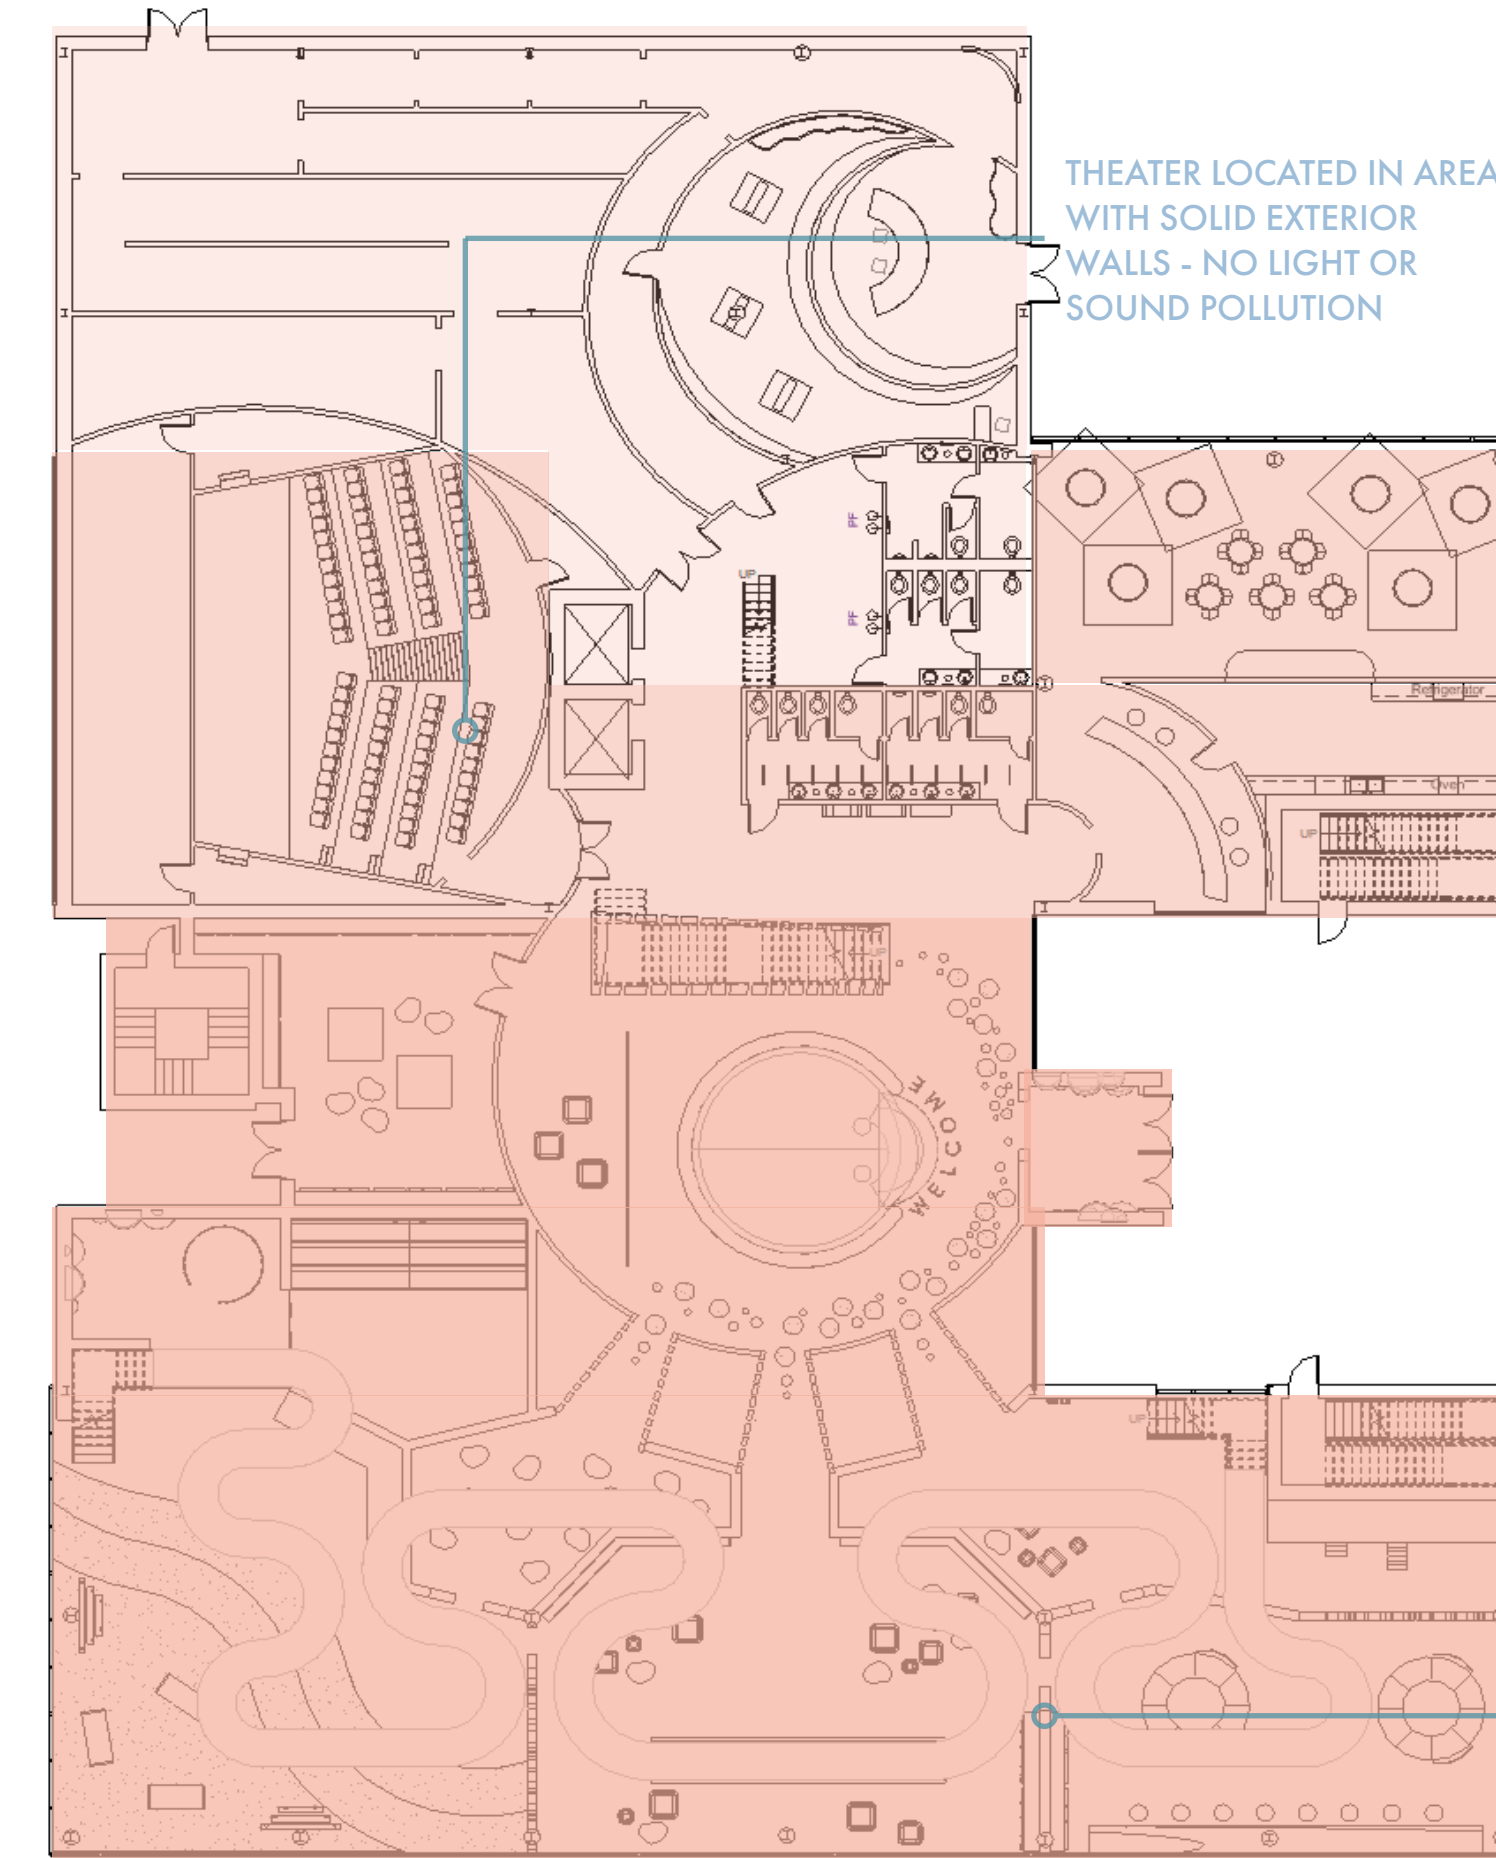 THEATER LOCATED IN AREA
WITH SOLID EXTERIOR
WALLS - NO LIGHT OR
SOUND POLLUTION
PF
UP
PF
Refrigerator
Oven
UP
UP
WELCOME
UP